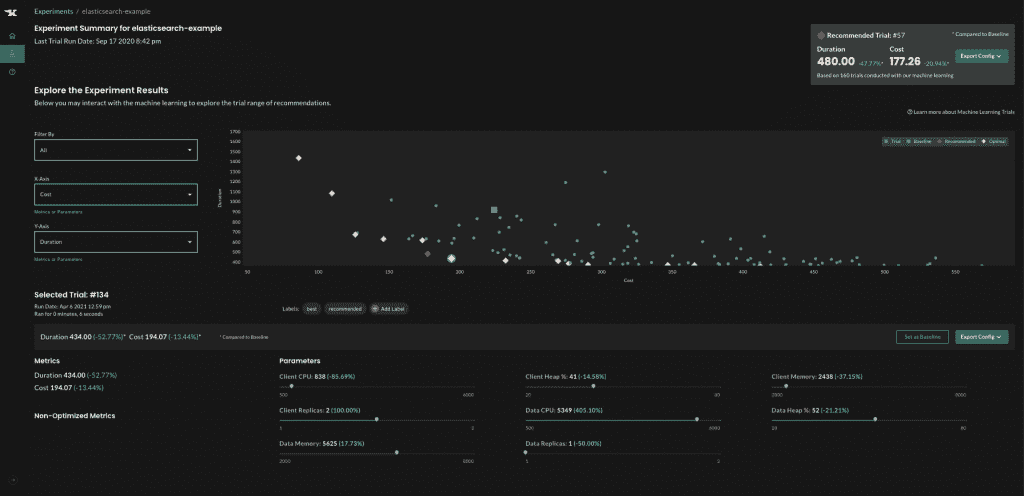 Experiments / elasticsearch-example
Experiment Summary for elasticsearch-example
Last Trial Run Date: Sep 17 2020 8:42 pm
Recommended Trial: #57
* Compared to Baseline
Duration
480.00 -47.77%*
Cost
177.26 -20.94%*
Export Config
Based on 160 trials conducted with our machine learning
Explore the Experiment Results
Below you may interact with the machine learning to explore the trial range of recommendations.
Learn more about Machine Learning Trials
Filter By
All
X-Axis
Cost
Metrics or Parameters
Y-Axis
Duration
Metrics or Parameters
Trial Baseline Recommended Optimal
Duration
1700
1600
1500
1400
1300
1200
1100
1000
900
800
700
600
500
400
50 100 150 200 250 300 350 400 450 500 550
Cost
Selected Trial: #134
Run Date: Apr 6 2021 12:59 pm
Ran for 0 minutes, 6 seconds
Labels: best recommended Add Label
Duration 434.00 (-52.77%)* Cost 194.07 (-13.44%)* * Compared to Baseline
Set as Baseline
Export Config
Metrics
Duration 434.00 (-52.77%)
Cost 194.07 (-13.44%)
Non-Optimized Metrics
Parameters
Client CPU: 838 (-85.69%)
500 6000
Client Heap %: 41 (-14.58%)
Client Memory: 2438 (-37.15%)
2000 8000
Client Replicas: 2 (100.00%)
Data CPU: 5349 (405.10%)
500 6000
Data Heap %: 52 (-21.21%)
20 80
Data Memory: 5625 (17.73%)
2000
Data Replicas: 1 (-50.00%)